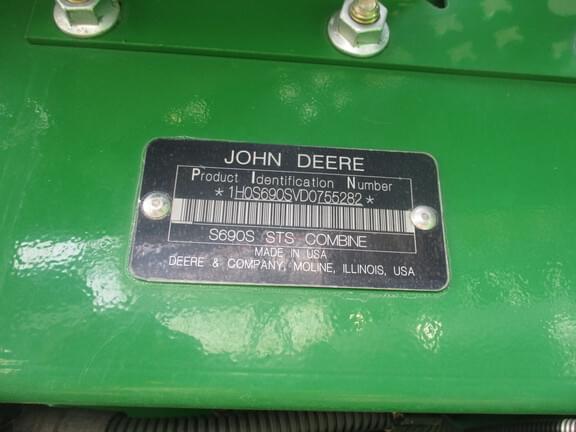 JOHN DEERE
Product Identification Number
*1H0S690SVD0755282*
S690S STS COMBINE
MADE IN USA
DEERE & COMPANY, MOLINE, ILLINOIS, USA